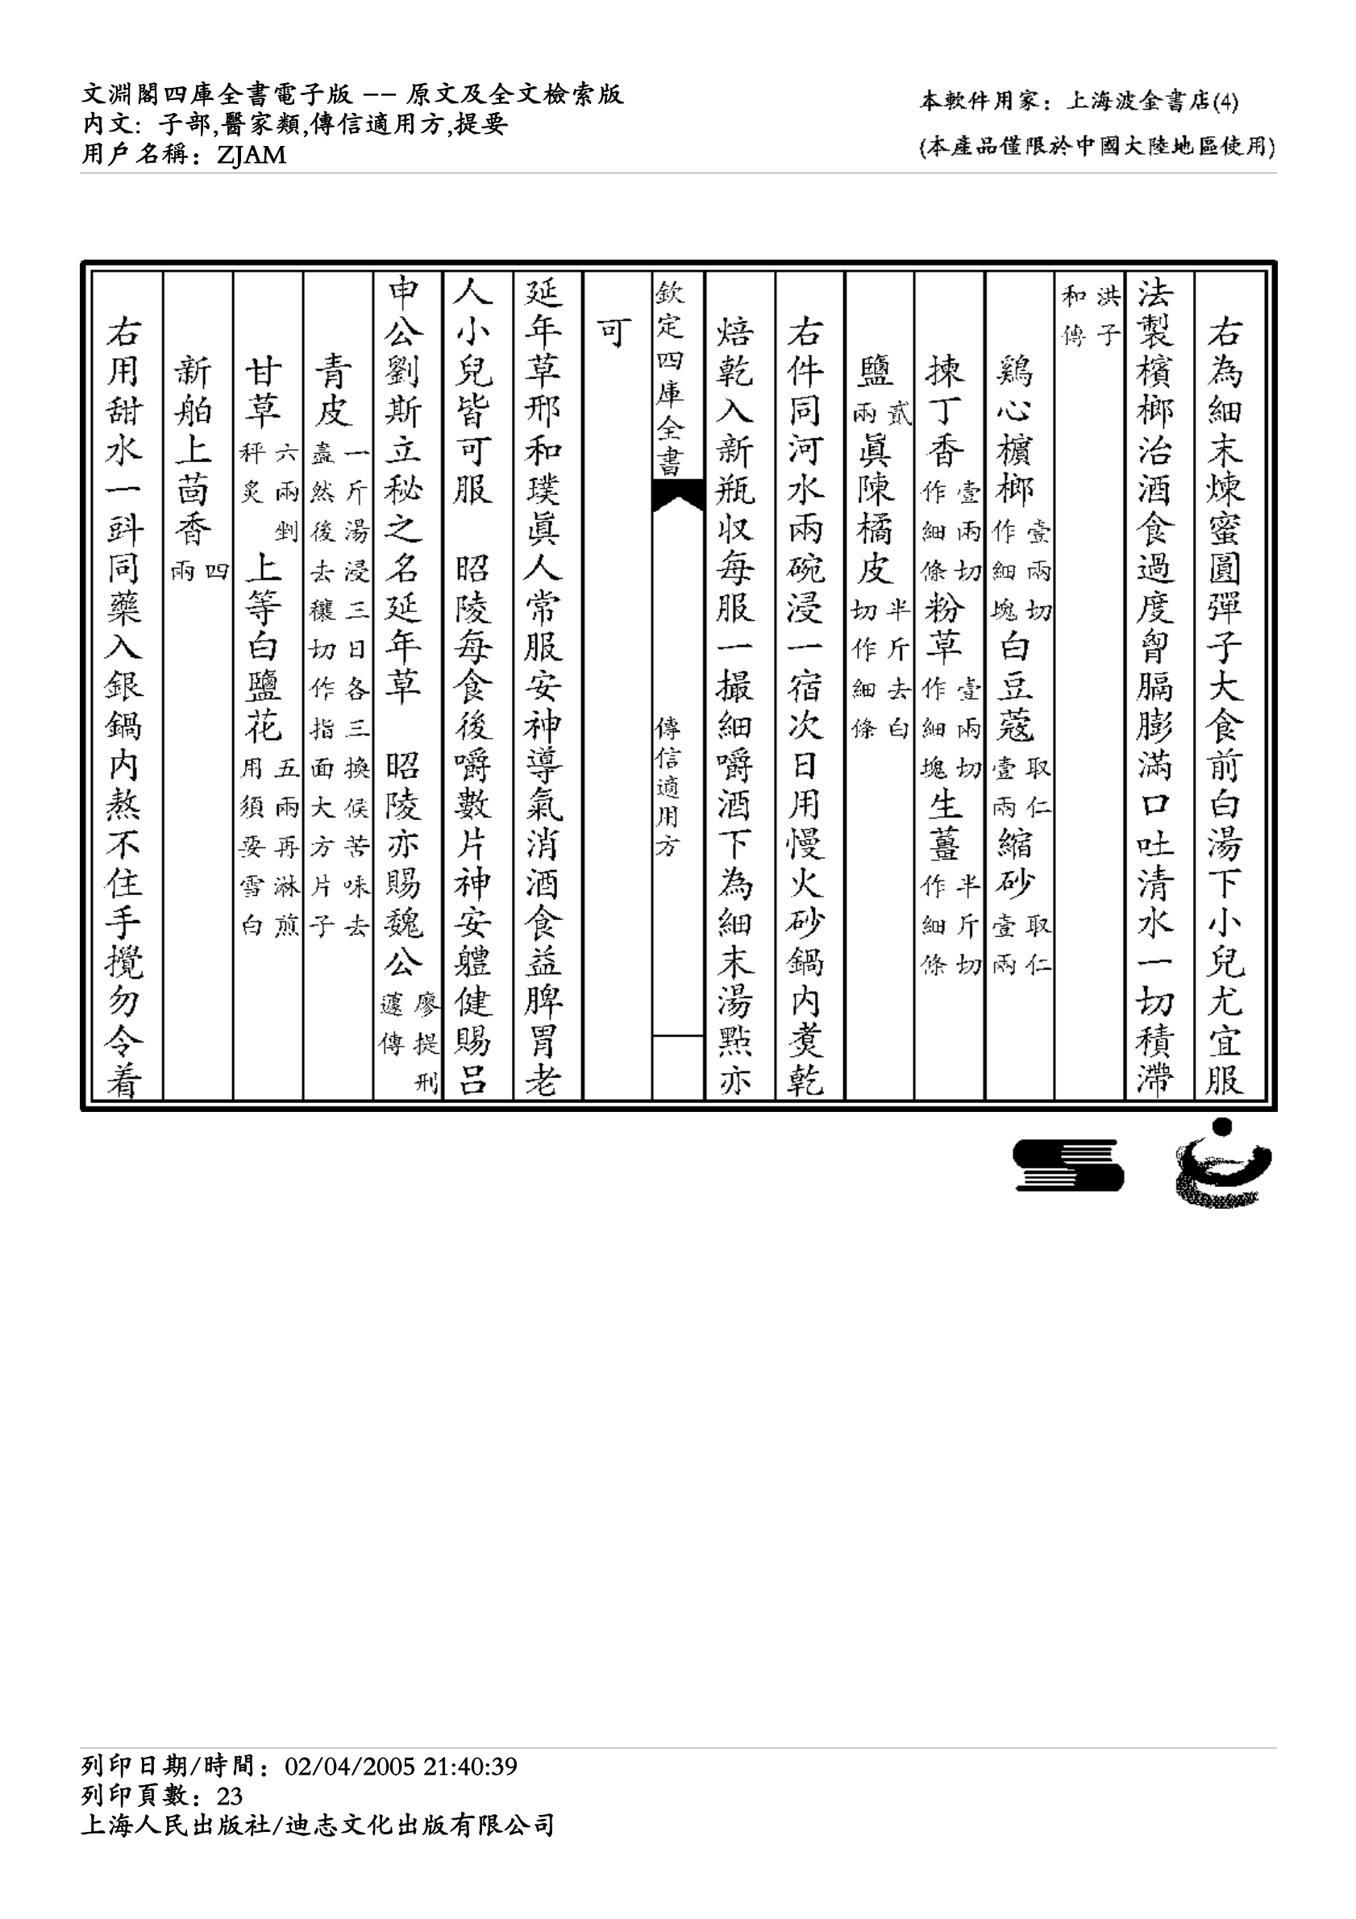 文淵閣四庫全書電子版 -- 原文及全文檢索版
內文: 子部,醫家類,傳信適用方,提要
用戶名稱: ZJAM
本軟件用家: 上海波金書店(4)
(本產品僅限於中國大陸地區使用)
右為細末煉蜜圓彈子大食前白湯下小兒尤宜服
法製檳榔治酒食過度胷膈膨滿口吐清水一切積滯
洪子和傳
鷄心檳榔壹兩切作細塊白豆蔻取仁壹兩縮砂取仁壹兩
揀丁香壹兩切作細條粉草壹兩切作細塊生薑半斤切作細條
鹽貳兩眞陳橘皮半斤去白切作細條
右件同河水兩碗浸一宿次日用慢火砂鍋內煑乾
焙乾入新瓶収每服一撮細嚼酒下為細末湯點亦
欽定四庫全書
傳信適用方
可
延年草邢和璞眞人常服安神導氣消酒食益脾胃老
人小兒皆可服 昭陵每食後嚼數片神安軆健賜呂
申公劉斯立秘之名延年草 昭陵亦賜魏公廖提刑蘧傳
青皮一斤湯浸三日各三換候苦味去盡然後去穰切作指面大方片子
甘草六兩剉秤炙上等白鹽花五兩再淋煎用須要雪白
新舶上茴香四兩
右用甜水一㪷同藥入銀鍋內熬不住手攪勿令着
列印日期/時間: 02/04/2005 21:40:39
列印頁數: 23
上海人民出版社/迪志文化出版有限公司